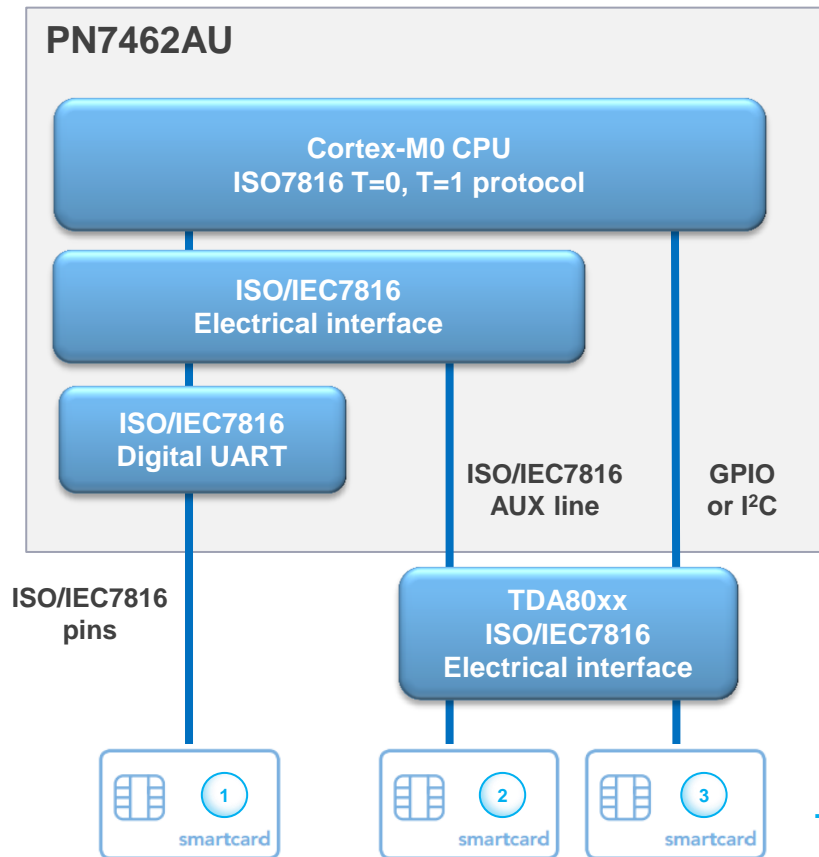 PN7462AU
Cortex-M0 CPU
ISO7816 T=0, T=1 protocol
ISO/IEC7816
Electrical interface
ISO/IEC7816
Digital UART
ISO/IEC7816
AUX line
GPIO
or I²C
ISO/IEC7816
pins
TDA80xx
ISO/IEC7816
Electrical interface
1
smartcard
2
smartcard
3
smartcard